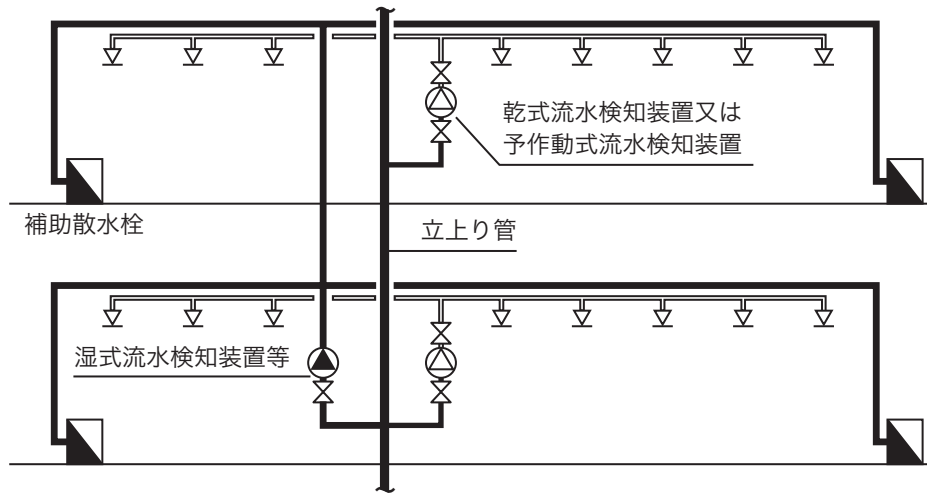 乾式流水検知装置又は
予作動式流水検知装置
補助散水栓
立上り管
湿式流水検知装置等